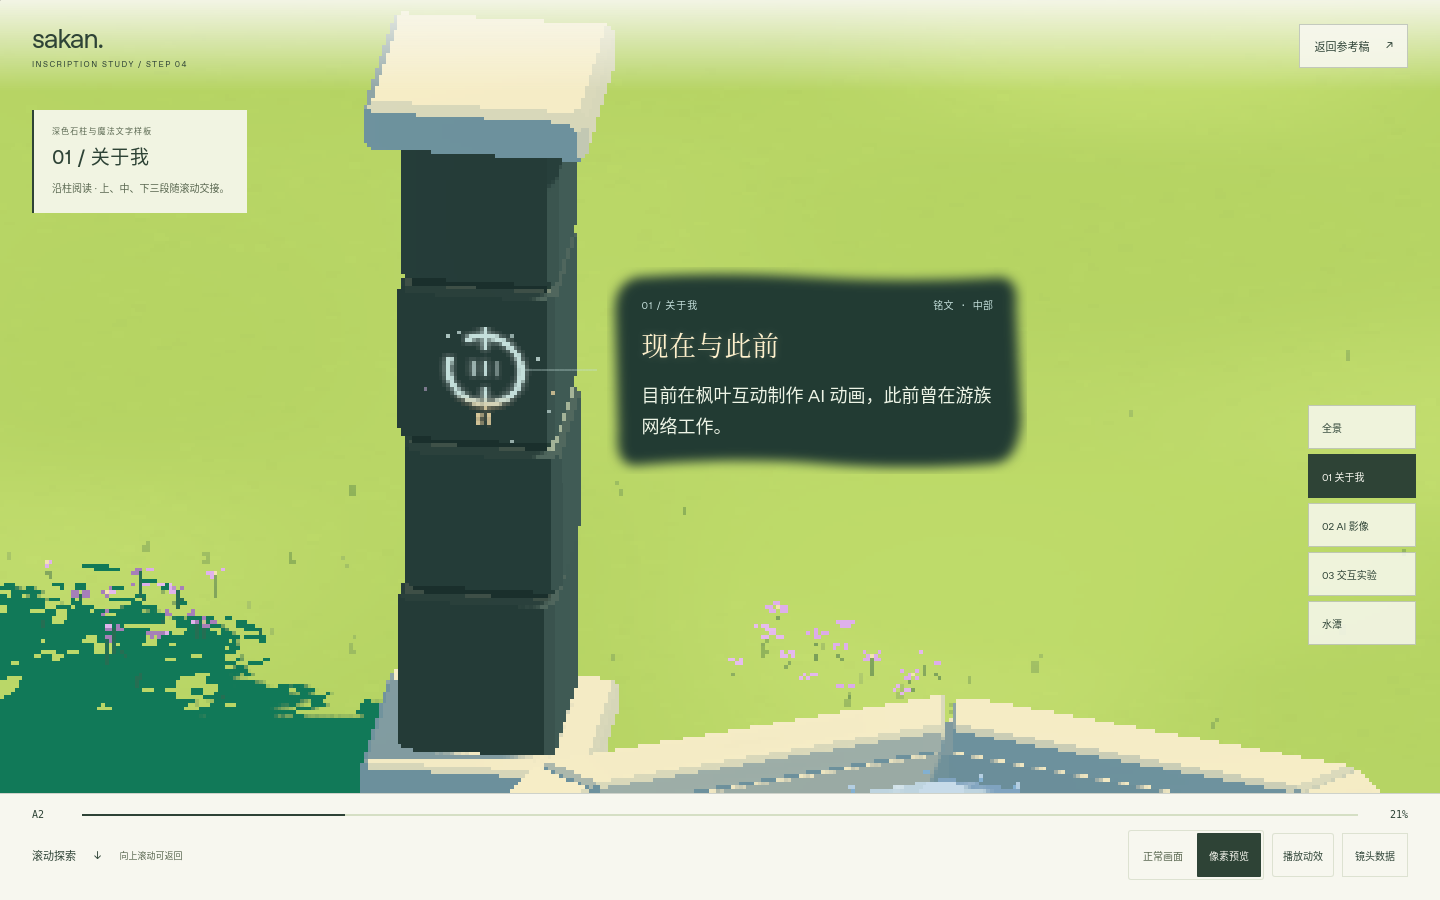 sakan.
INSCRIPTION STUDY / STEP 04
返回参考稿 ↗
深色石柱与魔法文字样板
01 / 关于我
沿柱阅读 · 上、中、下三段随滚动交接。
01 / 关于我
铭文 · 中部
现在与此前
目前在枫叶互动制作 AI 动画，此前曾在游族
网络工作。
全景
01 关于我
02 AI 影像
03 交互实验
水潭
A2
21%
滚动探索 ↓ 向上滚动可返回
正常画面
像素预览
播放动效
镜头数据